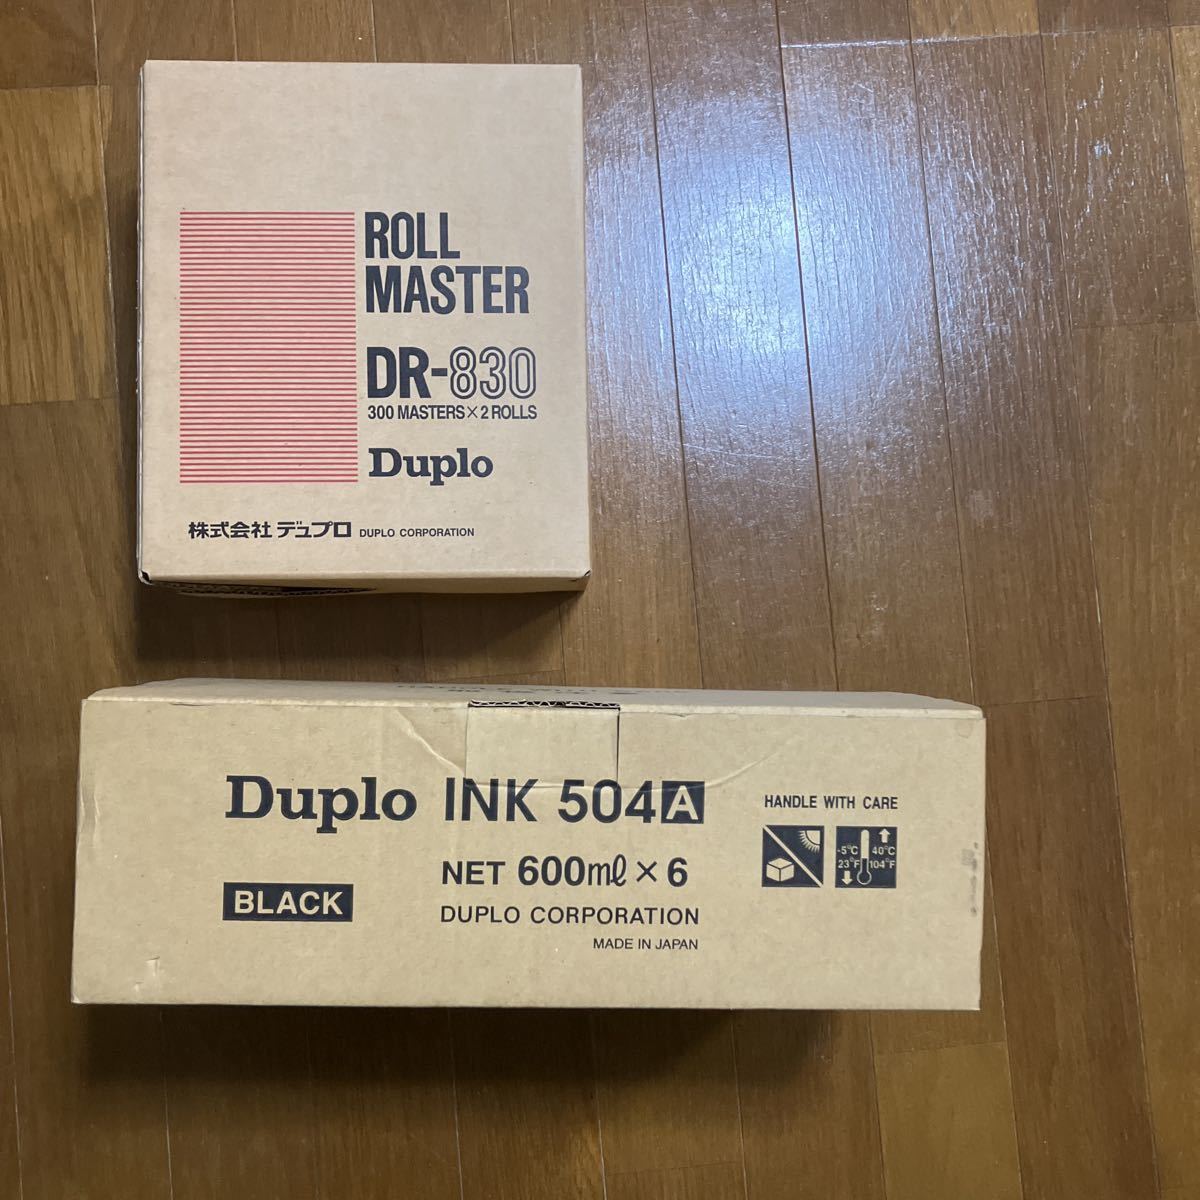 ROLL
MASTER
DR-830
300 MASTERS×2 ROLLS
Duplo
株式会社 デュプロ DUPLO CORPORATION
Duplo INK 504A
NET 600ml×6
BLACK
DUPLO CORPORATION
MADE IN JAPAN
HANDLE WITH CARE
-5°C 40°C
23°F 104°F